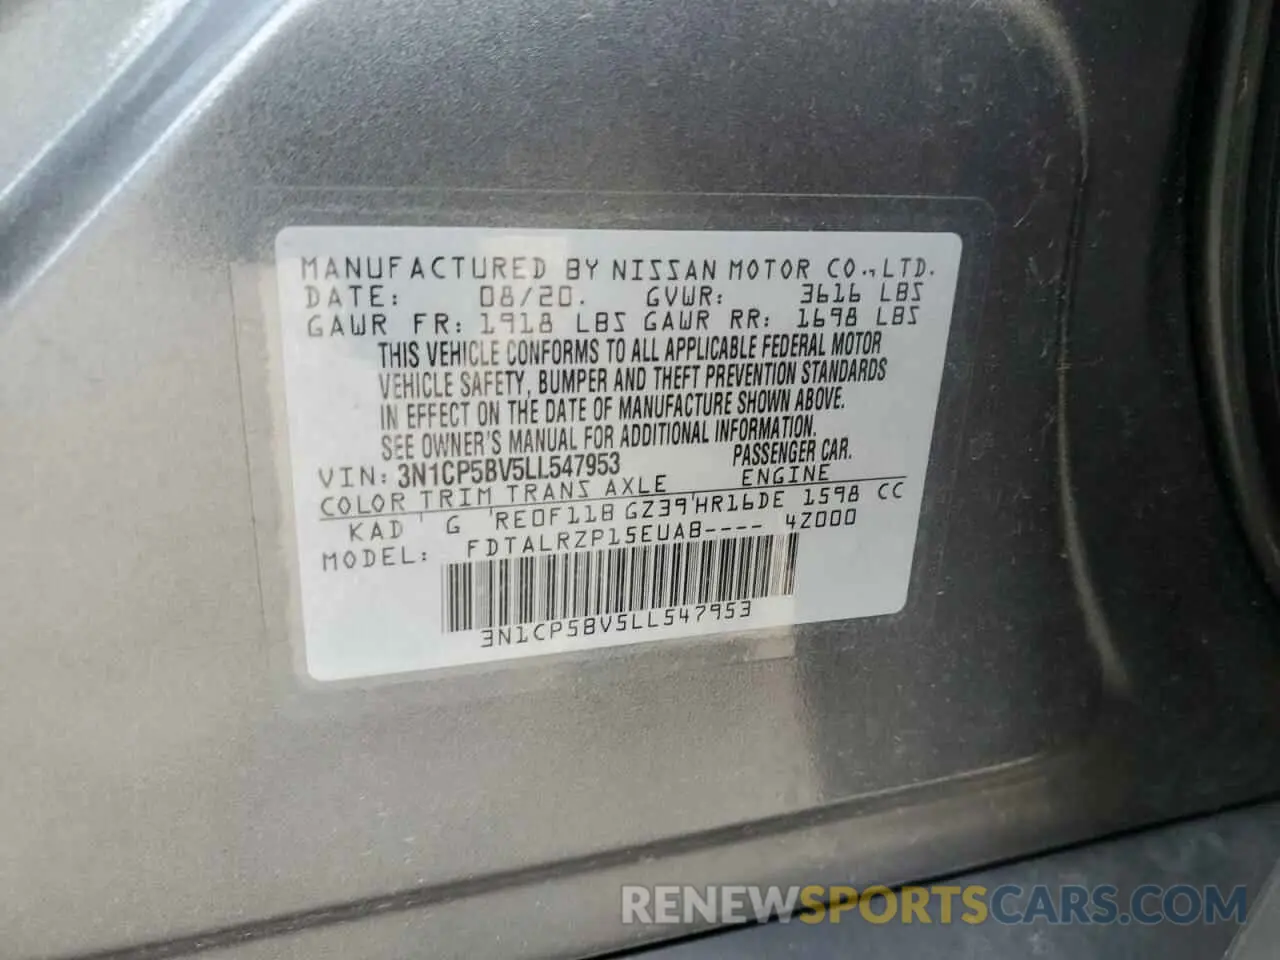 MANUFACTURED BY NISSAN MOTOR CO., LTD.
DATE: 08/20. GVWR: 3616 LBS
GAWR FR: 1918 LBS GAWR RR: 1698 LBS
THIS VEHICLE CONFORMS TO ALL APPLICABLE FEDERAL MOTOR
VEHICLE SAFETY, BUMPER AND THEFT PREVENTION STANDARDS
IN EFFECT ON THE DATE OF MANUFACTURE SHOWN ABOVE.
SEE OWNER'S MANUAL FOR ADDITIONAL INFORMATION.
VIN: 3N1CP5BV5LL547953 PASSENGER CAR.
COLOR TRIM TRANS AXLE ENGINE
KAD ' G 'RE0F11B GZ39'HR16DE 1598 CC
MODEL: FDTALRZP15EUAB---- 4Z000
3N1CP5BV5LL547953
RENEWSPORTSCARS.COM